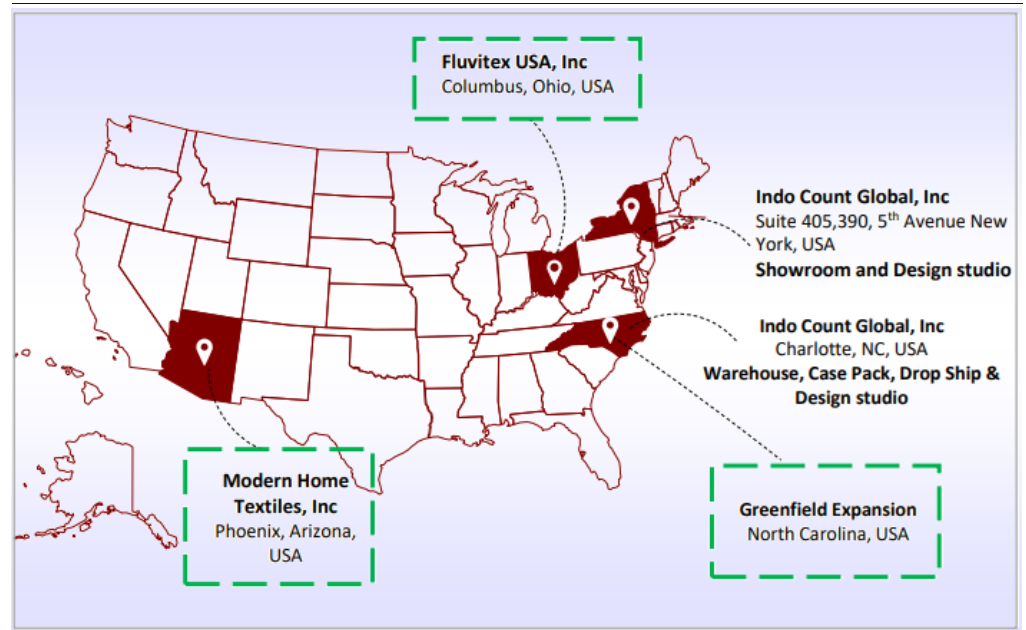 Fluvitex USA, Inc
Columbus, Ohio, USA
Indo Count Global, Inc
Suite 405,390, 5th Avenue New
York, USA
Showroom and Design studio
Indo Count Global, Inc
Charlotte, NC, USA
Warehouse, Case Pack, Drop Ship &
Design studio
Modern Home
Textiles, Inc
Phoenix, Arizona,
USA
Greenfield Expansion
North Carolina, USA